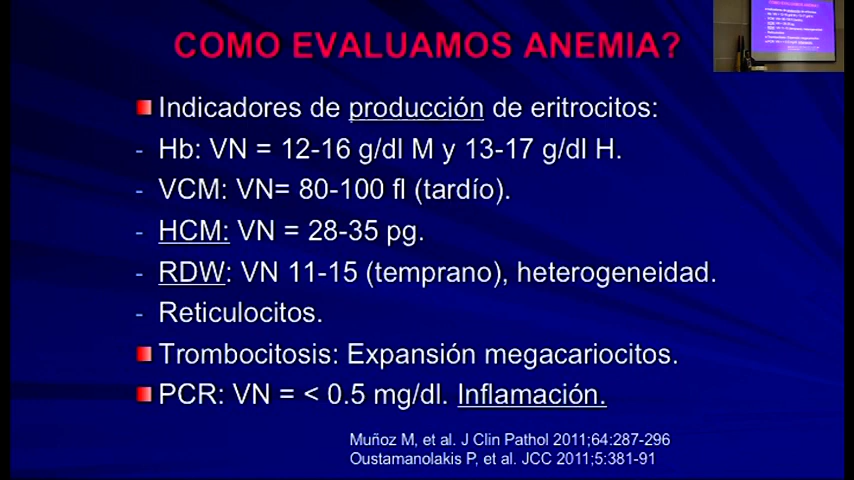 COMO EVALUAMOS ANEMIA?
Indicadores de producción de eritrocitos:
- Hb: VN = 12-16 g/dl M y 13-17 g/dl H.
- VCM: VN= 80-100 fl (tardío).
- HCM: VN = 28-35 pg.
- RDW: VN 11-15 (temprano), heterogeneidad.
- Reticulocitos.
Trombocitosis: Expansión megacariocitos.
PCR: VN = < 0.5 mg/dl. Inflamación.
Muñoz M, et al. J Clin Pathol 2011;64:287-296
Oustamanolakis P, et al. JCC 2011;5:381-91